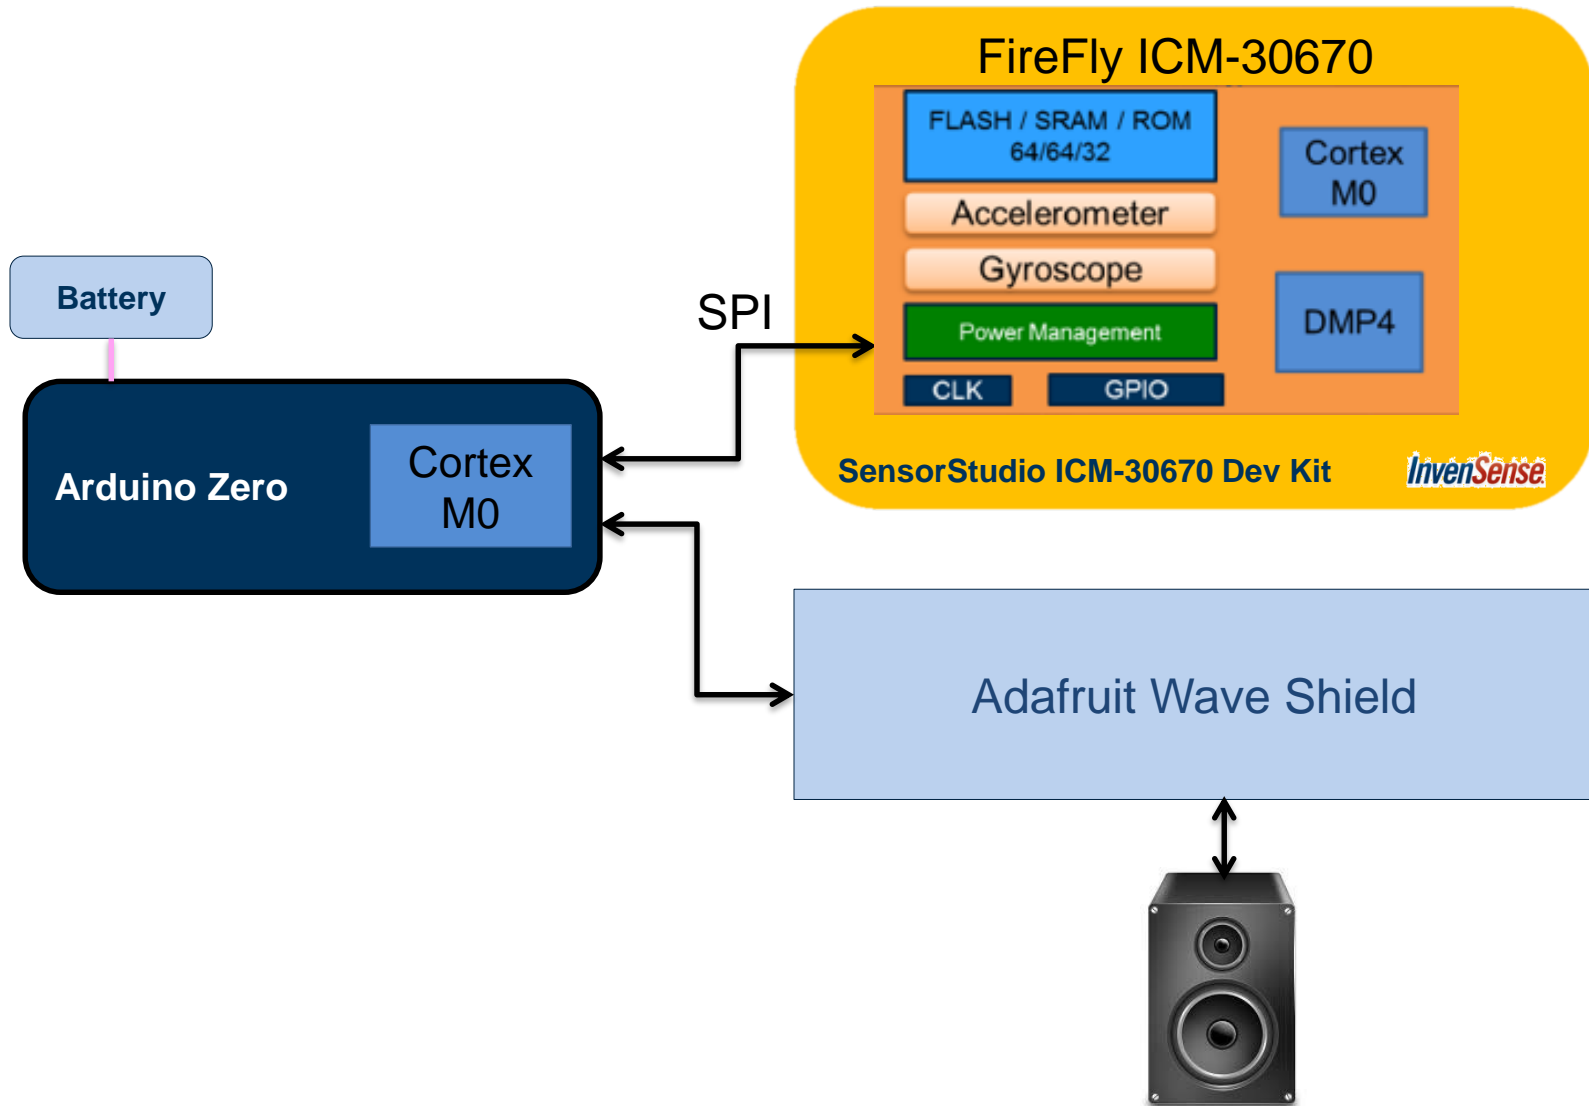 FireFly ICM-30670
FLASH / SRAM / ROM
64/64/32
Cortex
M0
Accelerometer
Gyroscope
Power Management
DMP4
CLK
GPIO
SensorStudio ICM-30670 Dev Kit
InvenSense
Battery
SPI
Arduino Zero
Cortex
M0
Adafruit Wave Shield